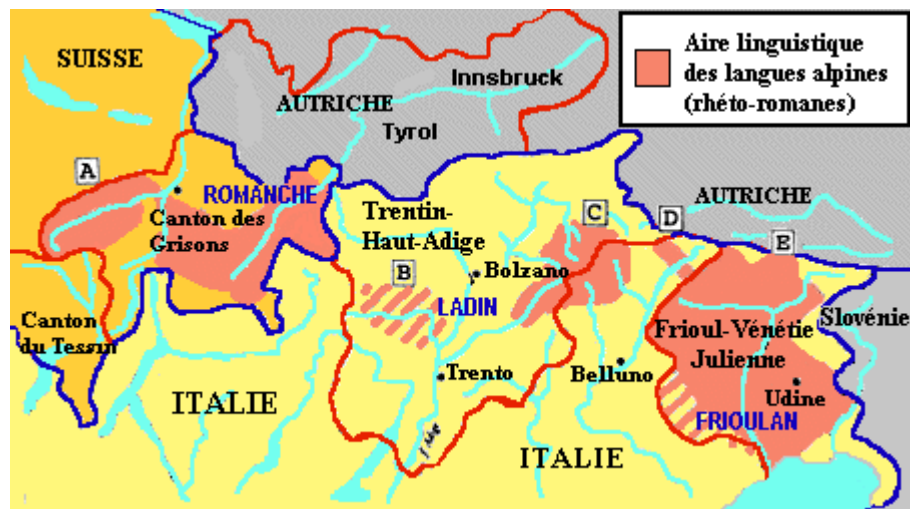 SUISSE
Innsbruck
AUTRICHE
Tyrol
Aire linguistique
des langues alpines
(rhéto-romanes)
A
ROMANCHE
Canton des
Grisons
Trentin-
Haut-Adige
C
D
AUTRICHE
E
B
Bolzano
LADIN
Canton
du Tessin
Frioul-Vénétie
Julienne
Slovénie
Trento
Belluno
Udine
ITALIE
FRIOULAN
ITALIE